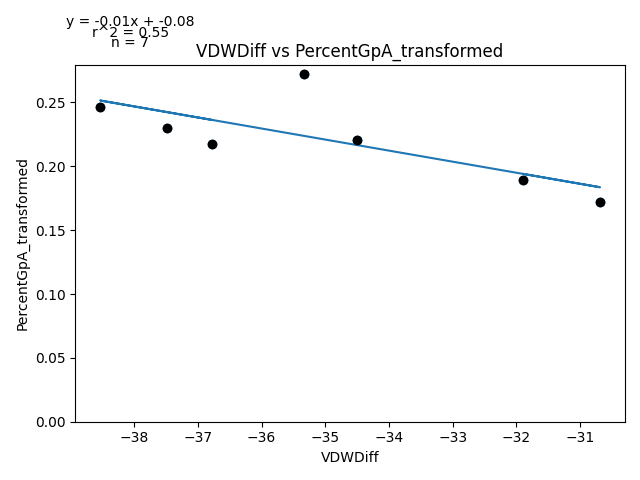 y = -0.01x + -0.08
r^2 = 0.55
n = 7
VDWDiff vs PercentGpA_transformed
PercentGpA_transformed
0.25
0.20
0.15
0.10
0.05
0.00
−38 −37 −36 −35 −34 −33 −32 −31
VDWDiff